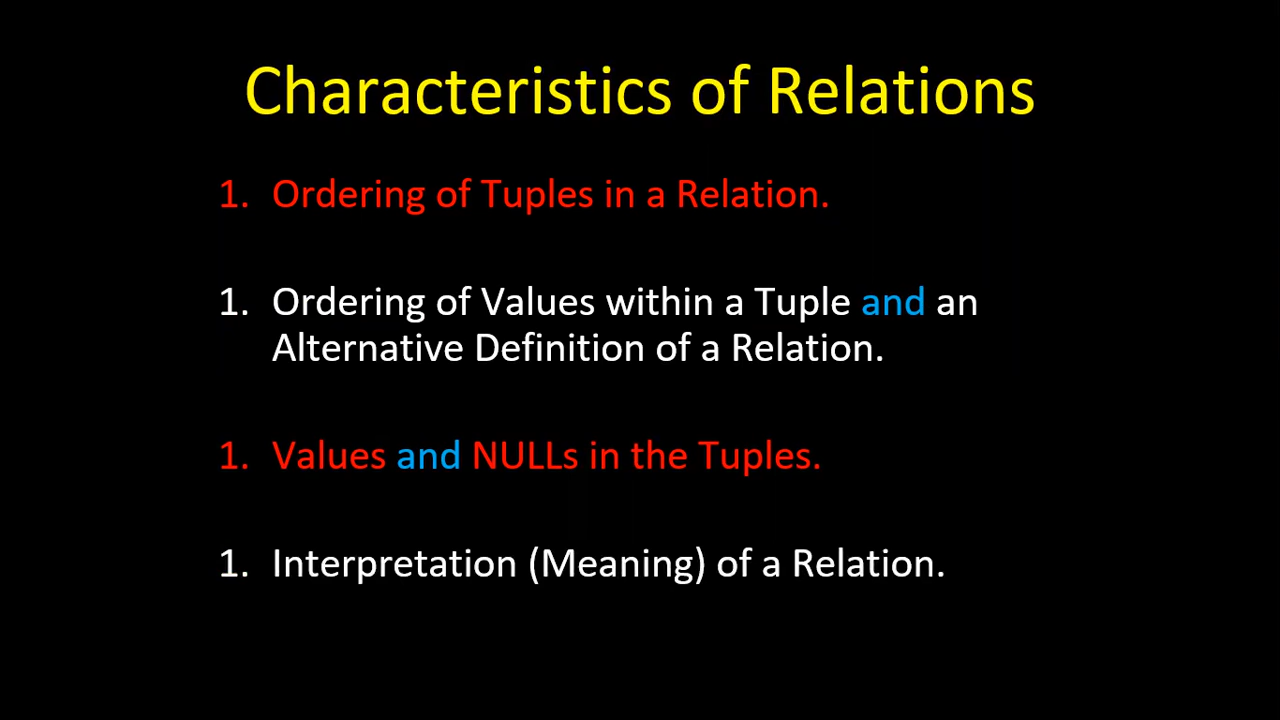 Characteristics of Relations
1. Ordering of Tuples in a Relation.
1. Ordering of Values within a Tuple and an
Alternative Definition of a Relation.
1. Values and NULLs in the Tuples.
1. Interpretation (Meaning) of a Relation.